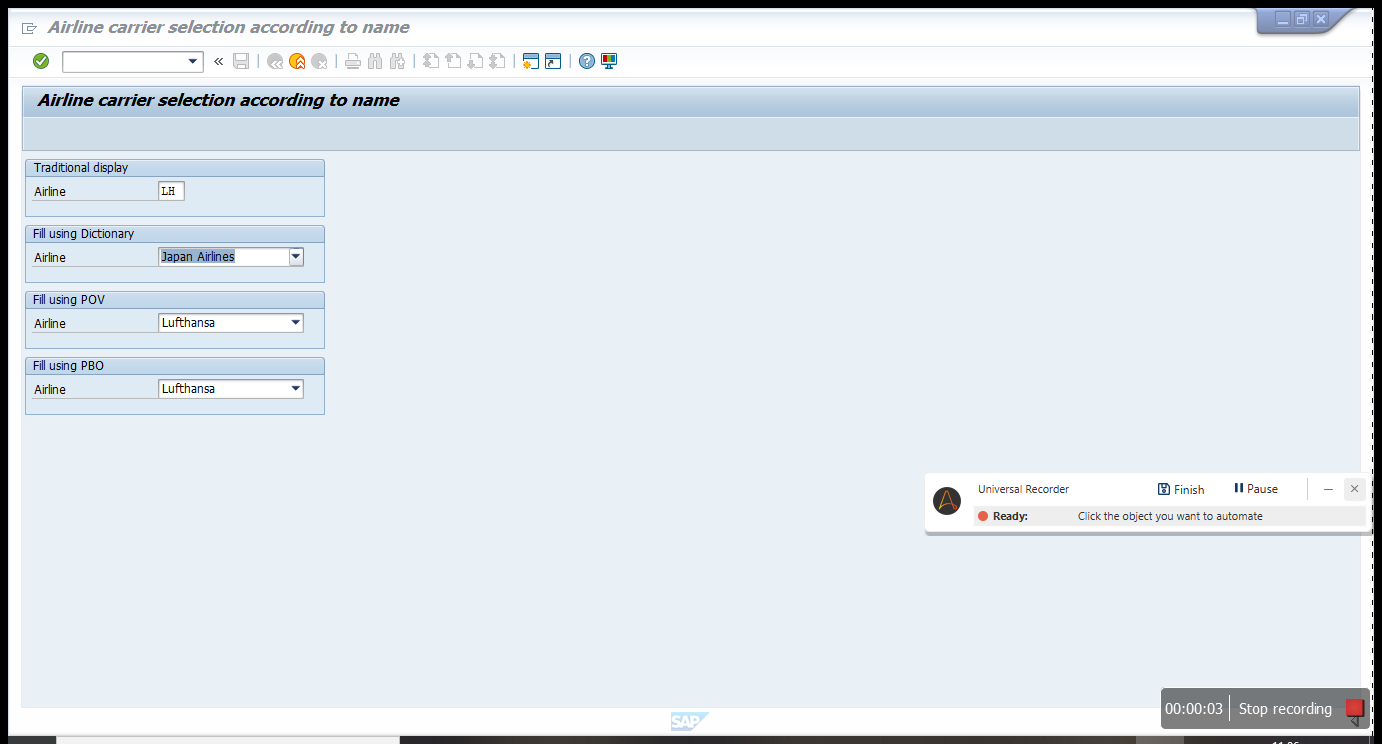 Airline carrier selection according to name
Airline carrier selection according to name
Traditional display
Airline LH
Fill using Dictionary
Airline Japan Airlines
Fill using POV
Airline Lufthansa
Fill using PBO
Airline Lufthansa
Universal Recorder Finish Pause
Ready: Click the object you want to automate
00:00:03 Stop recording
SAP